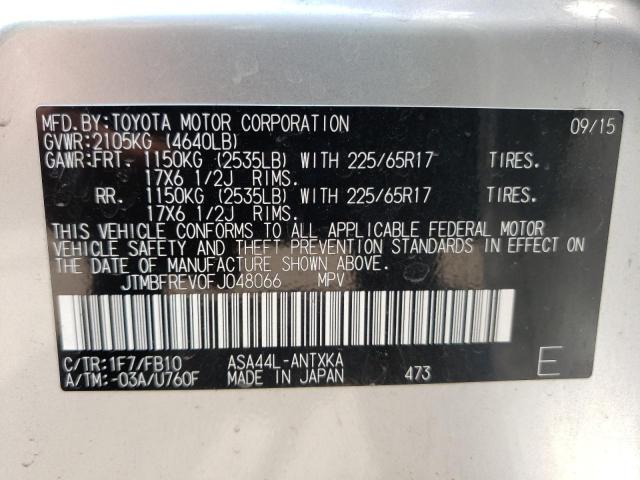 MFD.BY:TOYOTA MOTOR CORPORATION 09/15
GVWR:2105KG (4640LB)
GAWR:FRT. 1150KG (2535LB) WITH 225/65R17 TIRES.
17X6 1/2J RIMS.
RR. 1150KG (2535LB) WITH 225/65R17 TIRES.
17X6 1/2J RIMS.
THIS VEHICLE CONFORMS TO ALL APPLICABLE FEDERAL MOTOR
VEHICLE SAFETY AND THEFT PREVENTION STANDARDS IN EFFECT ON
THE DATE OF MANUFACTURE SHOWN ABOVE.
JTMBFREV0FJ048066 MPV
C/TR:1F7/FB10 ASA44L-ANTXKA
A/TM:-03A/U760F MADE IN JAPAN 473 E